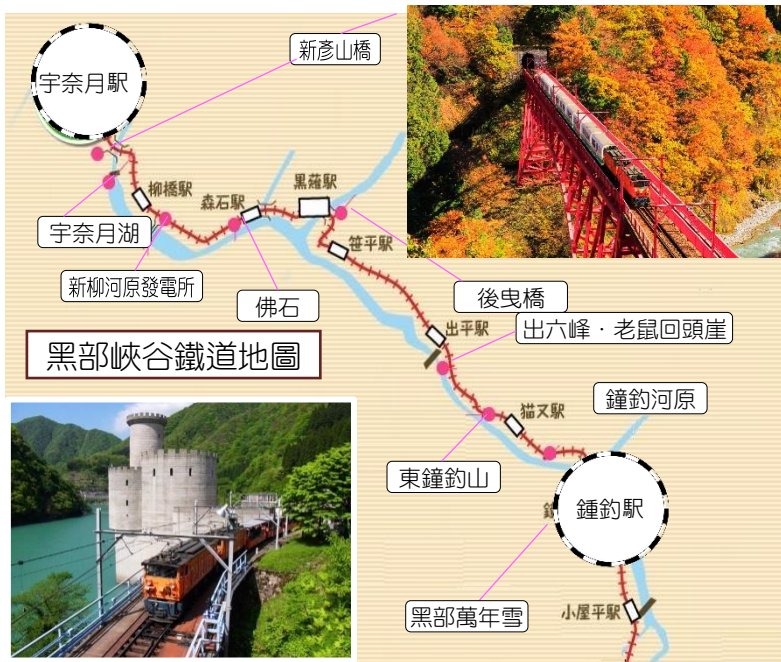 新彥山橋
宇奈月駅
柳橋駅
森石駅
黒薙駅
笹平駅
宇奈月湖
新柳河原發電所
佛石
後曳橋
出平駅
出六峰・老鼠回頭崖
黑部峽谷鐵道地圖
猫又駅
鐘釣河原
東鐘釣山
鍾釣駅
黑部萬年雪
小屋平駅